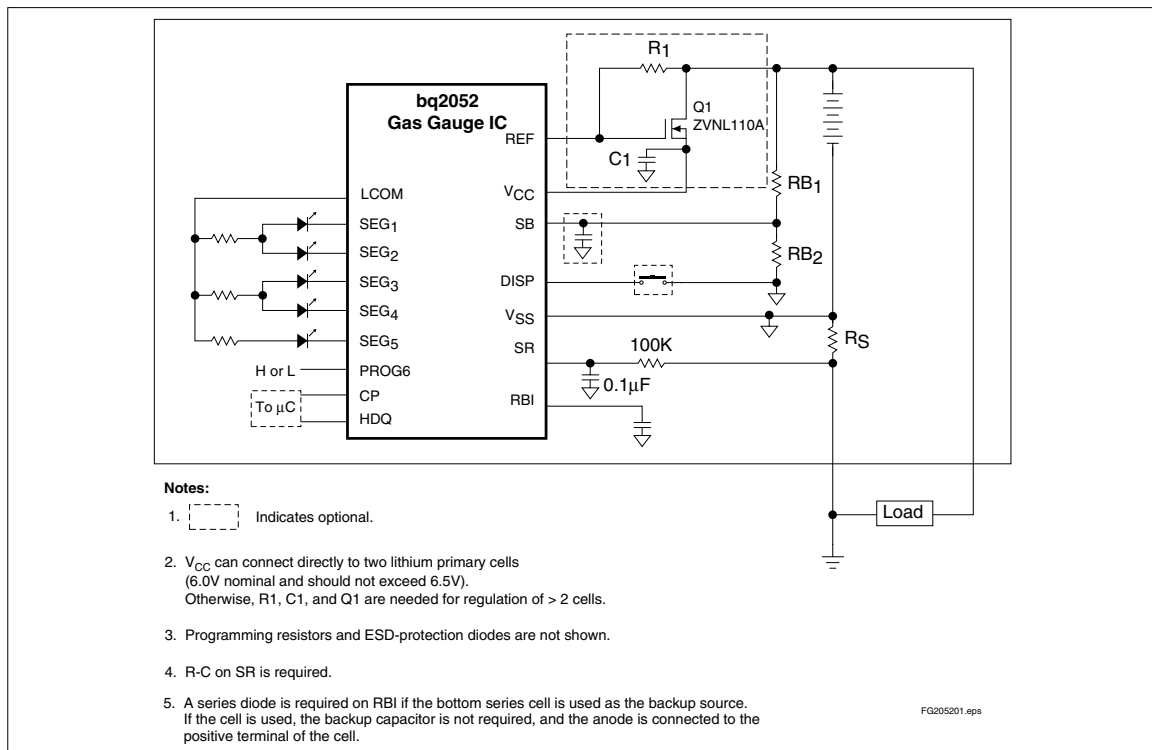 R1
bq2052
Gas Gauge IC
Q1
ZVNL110A
REF
C1
VCC
RB1
LCOM
SB
SEG1
SEG2
RB2
SEG3
DISP
SEG4
VSS
SEG5
SR
100K
RS
H or L
PROG6
0.1µF
CP
To µC
HDQ
RBI
Load
Notes:
1. Indicates optional.
2. VCC can connect directly to two lithium primary cells
(6.0V nominal and should not exceed 6.5V).
Otherwise, R1, C1, and Q1 are needed for regulation of > 2 cells.
3. Programming resistors and ESD-protection diodes are not shown.
4. R-C on SR is required.
5. A series diode is required on RBI if the bottom series cell is used as the backup source.
If the cell is used, the backup capacitor is not required, and the anode is connected to the
positive terminal of the cell.
FG205201.eps